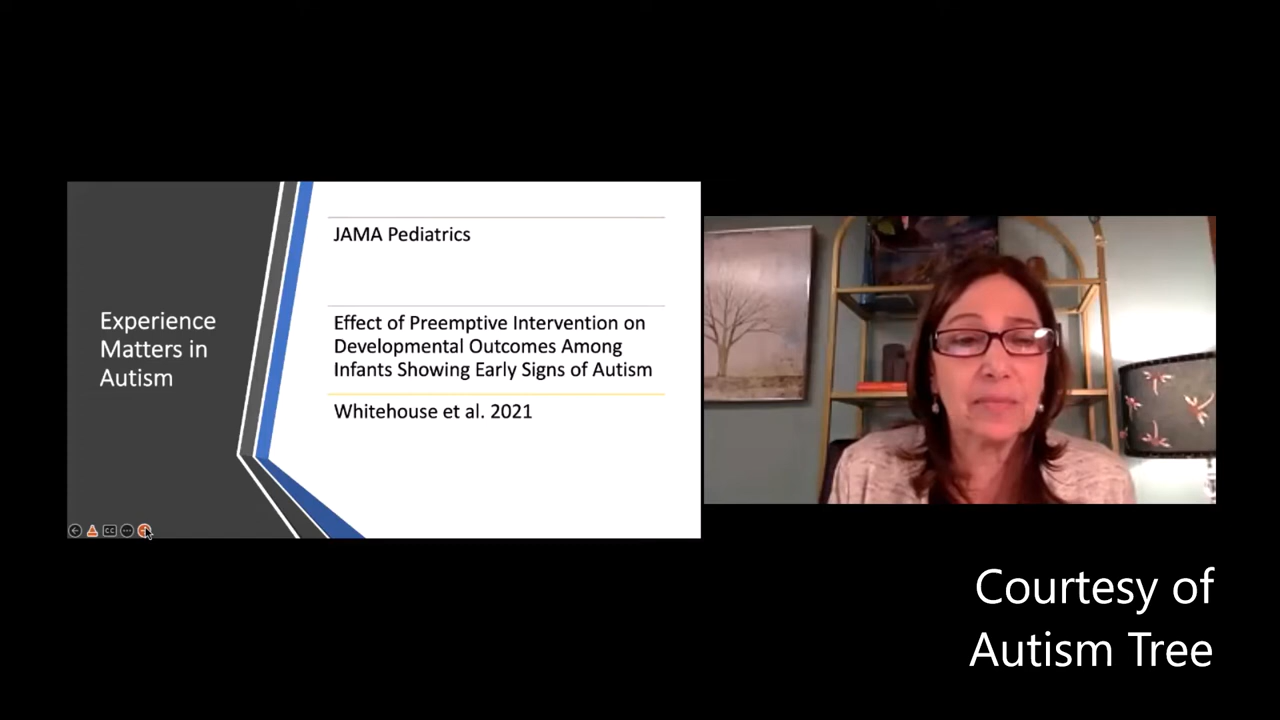 Experience
Matters in
Autism
JAMA Pediatrics
Effect of Preemptive Intervention on
Developmental Outcomes Among
Infants Showing Early Signs of Autism
Whitehouse et al. 2021
CC
Courtesy of
Autism Tree